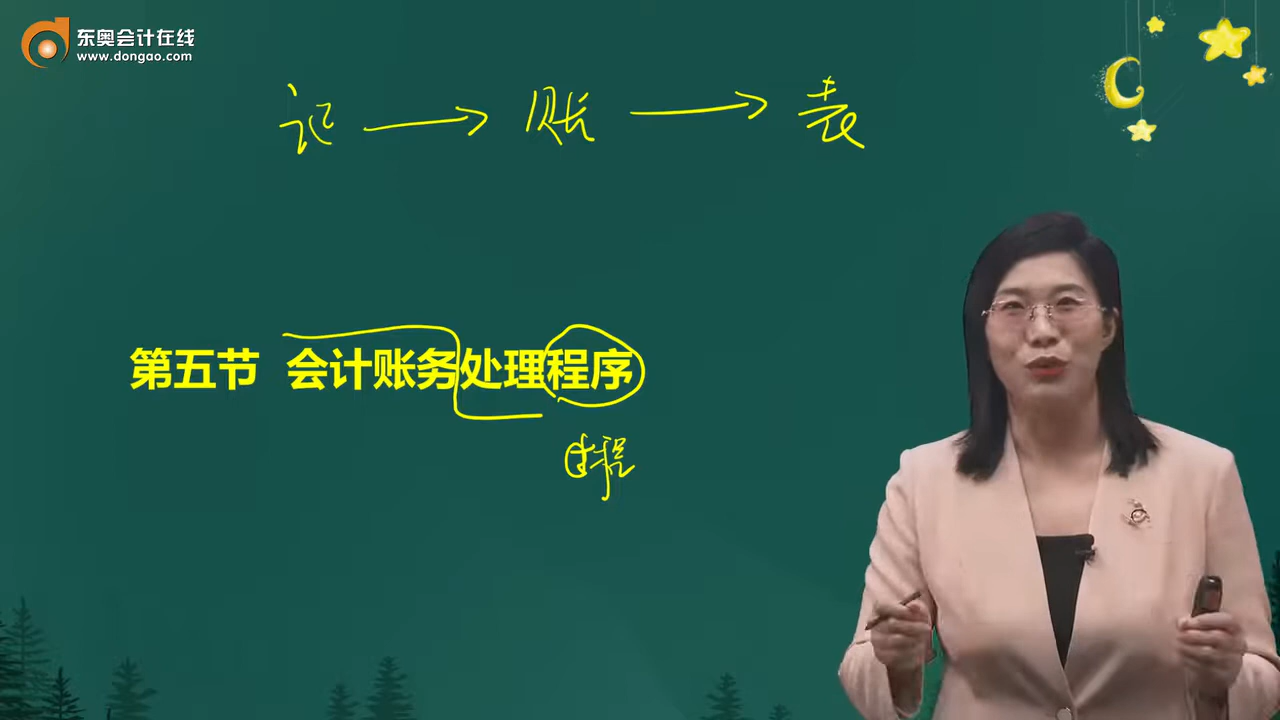 东奥会计在线
www.dongao.com
记 → 账 → 表
第五节 会计账务处理程序